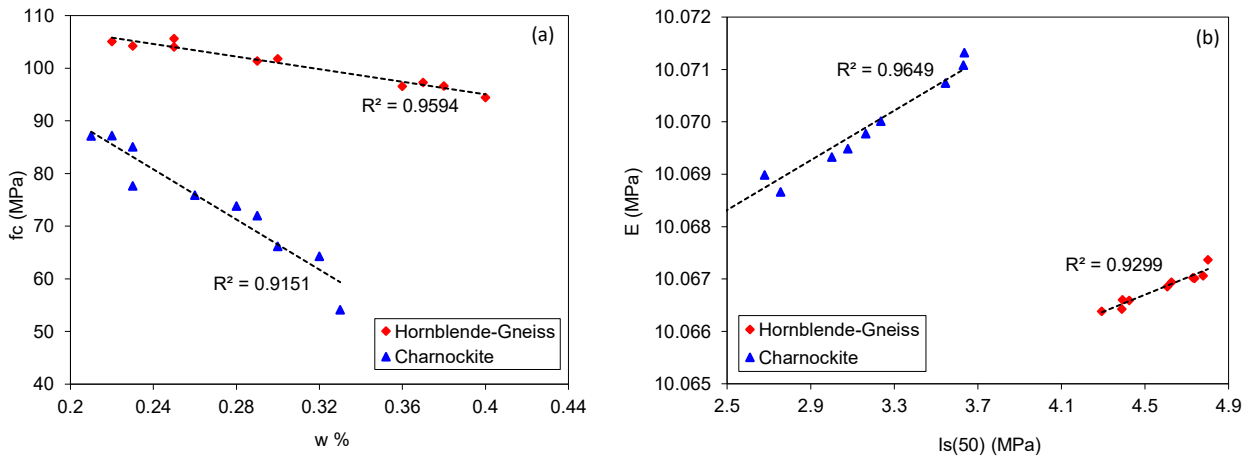 (a)
fc (MPa)
110
100
90
80
70
60
50
40
R² = 0.9594
R² = 0.9151
Hornblende-Gneiss
Charnockite
0.2
0.24
0.28
0.32
0.36
0.4
0.44
w %
(b)
E (MPa)
10.072
10.071
10.070
10.069
10.068
10.067
10.066
10.065
R² = 0.9649
R² = 0.9299
Hornblende-Gneiss
Charnockite
2.5
2.9
3.3
3.7
4.1
4.5
4.9
Is(50) (MPa)